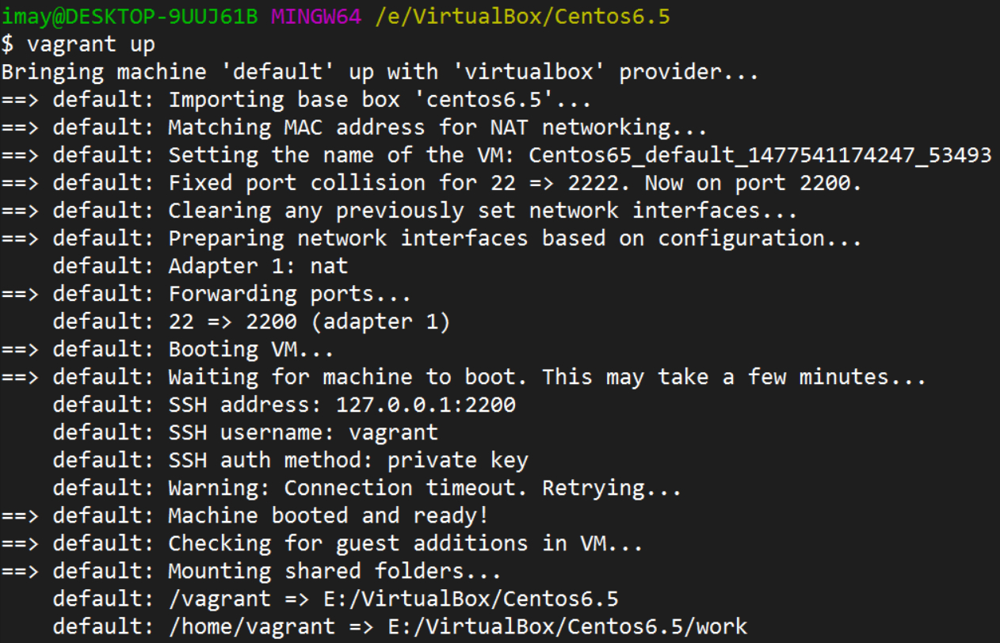 imay@DESKTOP-9UUJ61B MINGW64 /e/VirtualBox/Centos6.5
$ vagrant up
Bringing machine 'default' up with 'virtualbox' provider...
==> default: Importing base box 'centos6.5'...
==> default: Matching MAC address for NAT networking...
==> default: Setting the name of the VM: Centos65_default_1477541174247_53493
==> default: Fixed port collision for 22 => 2222. Now on port 2200.
==> default: Clearing any previously set network interfaces...
==> default: Preparing network interfaces based on configuration...
    default: Adapter 1: nat
==> default: Forwarding ports...
    default: 22 => 2200 (adapter 1)
==> default: Booting VM...
==> default: Waiting for machine to boot. This may take a few minutes...
    default: SSH address: 127.0.0.1:2200
    default: SSH username: vagrant
    default: SSH auth method: private key
    default: Warning: Connection timeout. Retrying...
==> default: Machine booted and ready!
==> default: Checking for guest additions in VM...
==> default: Mounting shared folders...
    default: /vagrant => E:/VirtualBox/Centos6.5
    default: /home/vagrant => E:/VirtualBox/Centos6.5/work